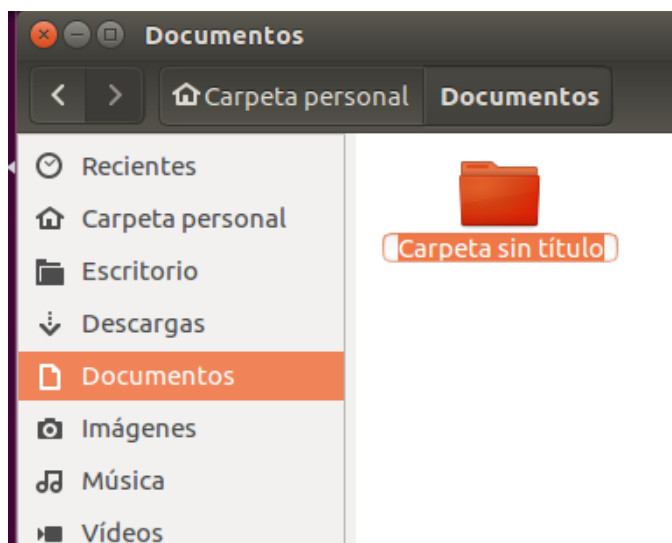 Documentos
Carpeta personal Documentos
Recientes
Carpeta personal
Escritorio
Descargas
Documentos
Imágenes
Música
Vídeos
Carpeta sin título